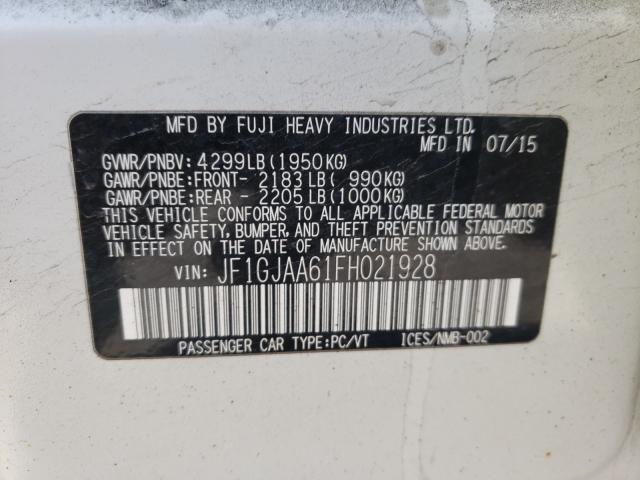 MFD BY FUJI HEAVY INDUSTRIES LTD.
MFD IN 07/15
GVWR/PNBV: 4299LB (1950KG)
GAWR/PNBE:FRONT- 2183 LB ( 990KG)
GAWR/PNBE:REAR - 2205 LB (1000KG)
THIS VEHICLE CONFORMS TO ALL APPLICABLE FEDERAL MOTOR
VEHICLE SAFETY, BUMPER, AND THEFT PREVENTION STANDARDS
IN EFFECT ON THE DATE OF MANUFACTURE SHOWN ABOVE.
VIN: JF1GJAA61FH021928
PASSENGER CAR TYPE:PC/VT ICES/NMB-002